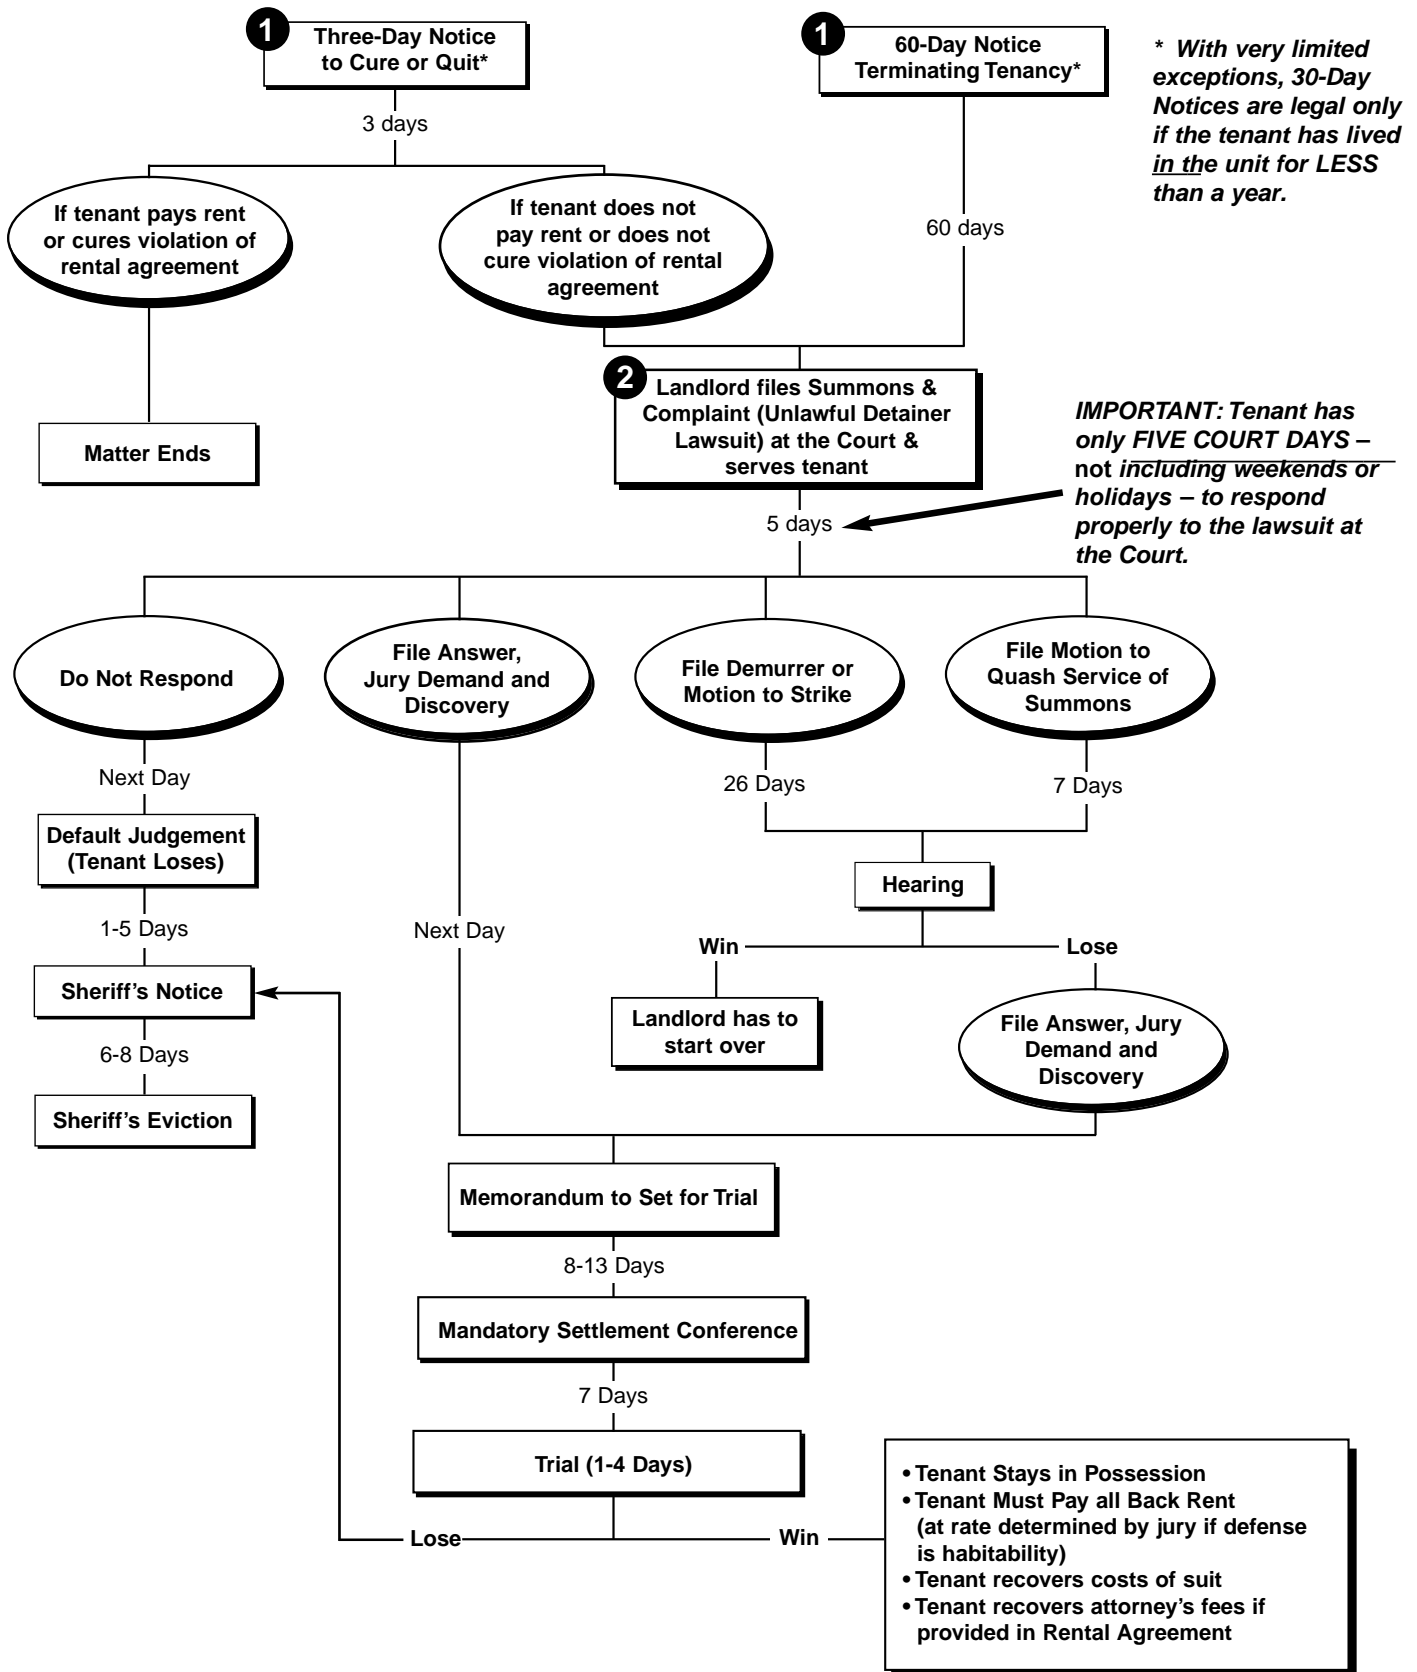 1
Three-Day Notice
to Cure or Quit*
1
60-Day Notice
Terminating Tenancy*
* With very limited
exceptions, 30-Day
Notices are legal only
if the tenant has lived
in the unit for LESS
than a year.
3 days
60 days
If tenant pays rent
or cures violation of
rental agreement
If tenant does not
pay rent or does not
cure violation of rental
agreement
Matter Ends
2
Landlord files Summons &
Complaint (Unlawful Detainer
Lawsuit) at the Court &
serves tenant
IMPORTANT: Tenant has
only FIVE COURT DAYS –
not including weekends or
holidays – to respond
properly to the lawsuit at
the Court.
5 days
Do Not Respond
File Answer,
Jury Demand and
Discovery
File Demurrer or
Motion to Strike
File Motion to
Quash Service of
Summons
Next Day
26 Days
7 Days
Default Judgement
(Tenant Loses)
Hearing
1-5 Days
Next Day
Win
Lose
Sheriff's Notice
Landlord has to
start over
File Answer, Jury
Demand and
Discovery
6-8 Days
Sheriff's Eviction
Memorandum to Set for Trial
8-13 Days
Mandatory Settlement Conference
7 Days
Trial (1-4 Days)
Lose
Win
• Tenant Stays in Possession
• Tenant Must Pay all Back Rent
(at rate determined by jury if defense
is habitability)
• Tenant recovers costs of suit
• Tenant recovers attorney's fees if
provided in Rental Agreement